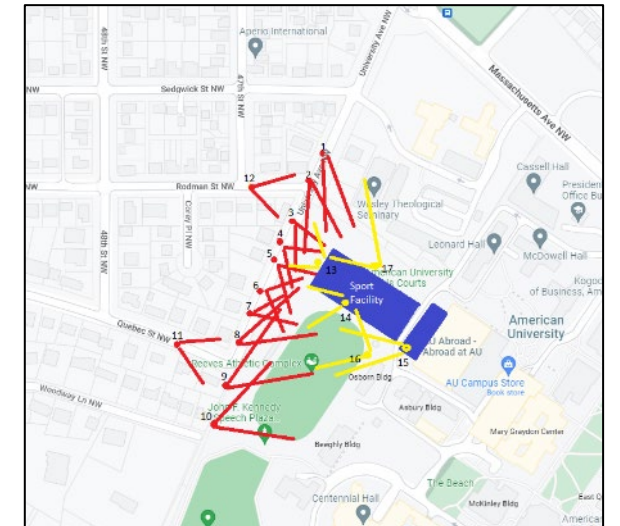 48th St NW
47th St NW
University Ave NW
Aperio International
Massachusetts Ave NW
NW
Sedgwick St NW
1
Cassell Hall
12
2
NW
Rodman St NW
President
Office Bu
Corey Pl NW
Wesley Theological
Seminary
3
4
Leonard Hall
McDowell Hall
48th St NW
5
13
17
American University
s Courts
Kogod
of Business, Am
6
Sport
Facility
7
14
American
University
Quebec St NW
11
8
U Abroad -
Abroad at AU
Reeves Athletic Complex
16
15
Osborn Bldg
9
AU Campus Store
Book store
Woodway Ln NW
John F. Kennedy
Speech Plaza
Asbury Bldg
10
Mary Graydon Center
Beeghly Bldg
The Beach
Centennial Hall
McKinley Bldg
East Q
American